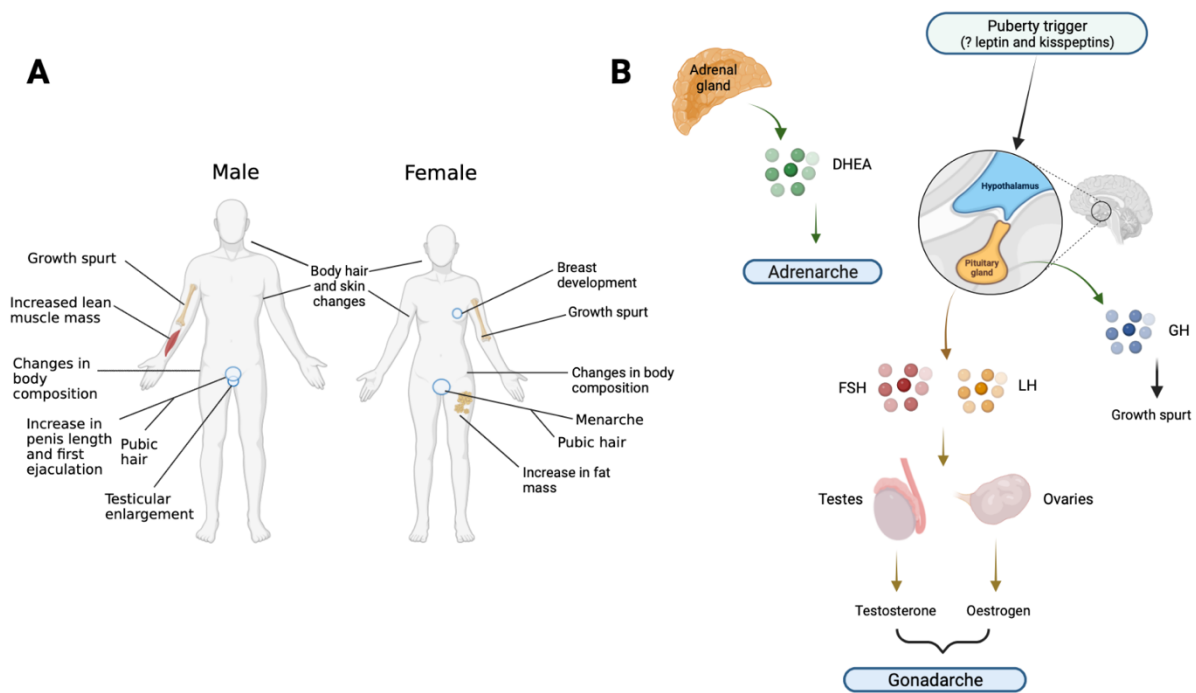 A
Male
Female
Growth spurt
Increased lean
muscle mass
Changes in
body
composition
Increase in
penis length
and first
ejaculation
Pubic
hair
Testicular
enlargement
Body hair
and skin
changes
Breast
development
Growth spurt
Changes in body
composition
Menarche
Pubic hair
Increase in fat
mass
B
Puberty trigger
(? leptin and kisspeptins)
Adrenal
gland
DHEA
Adrenarche
Hypothalamus
Pituitary
gland
GH
Growth spurt
FSH
LH
Testes
Ovaries
Testosterone
Oestrogen
Gonadarche